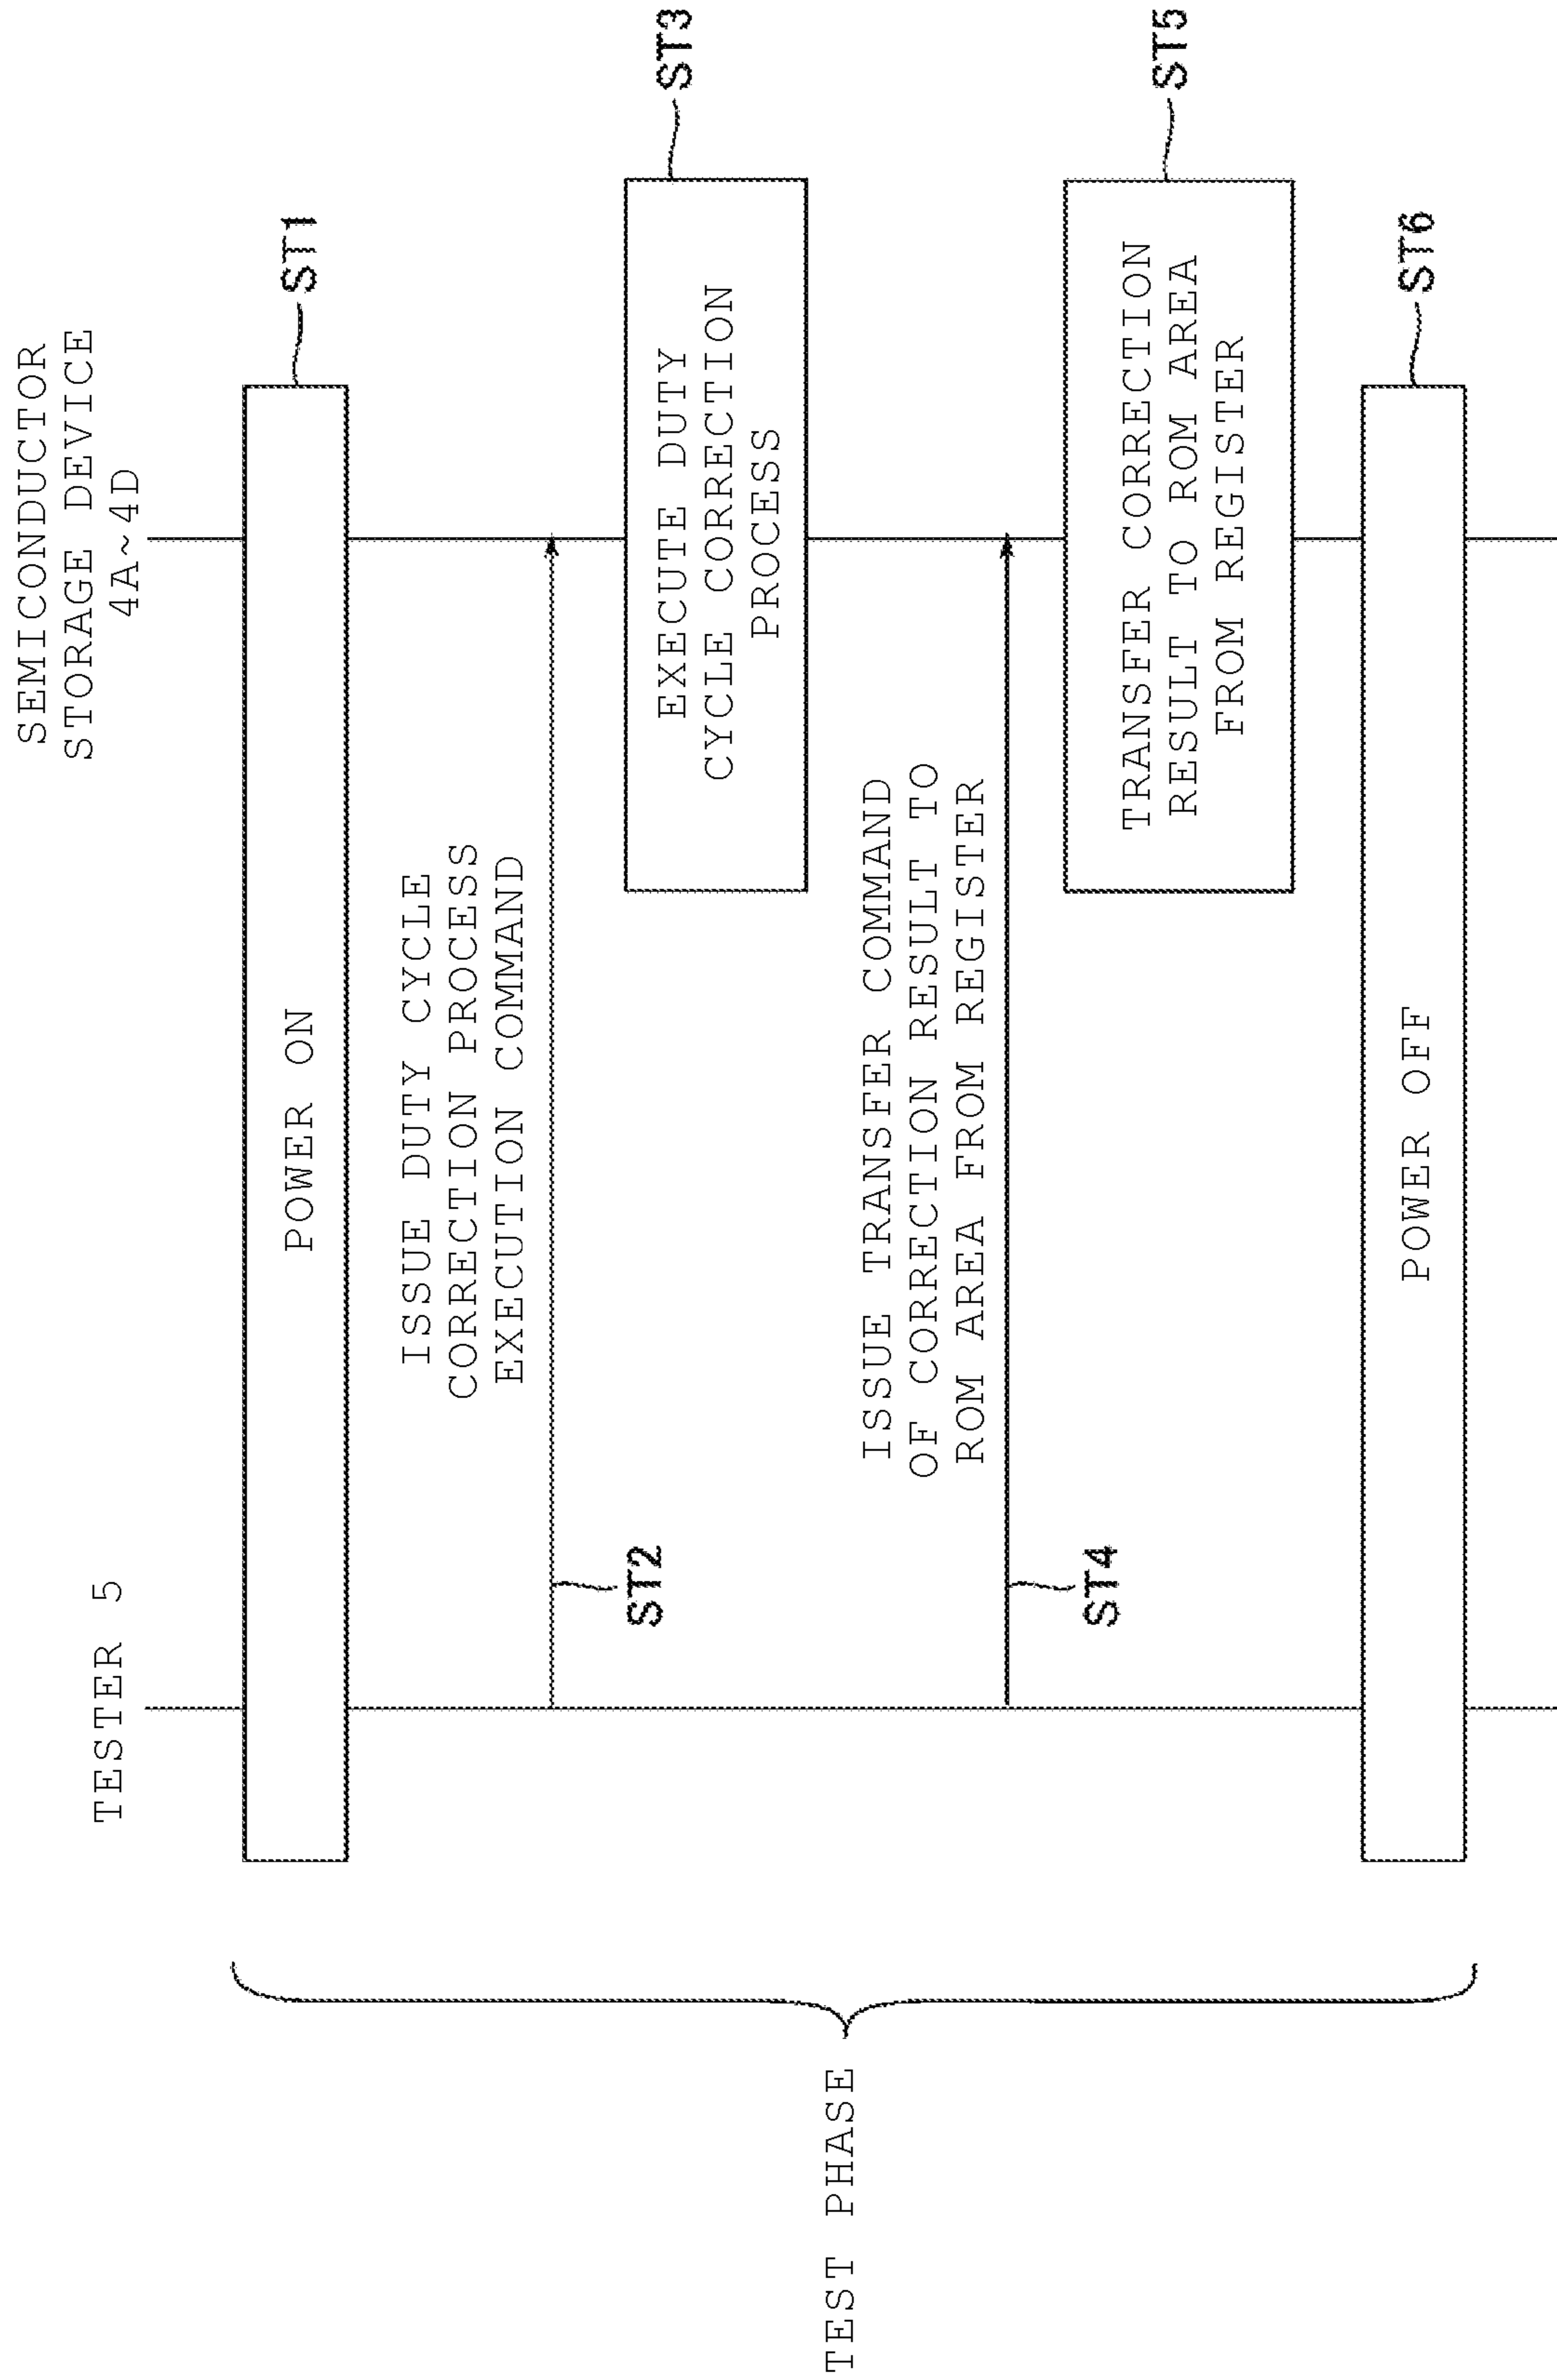 TESTER 5
SEMICONDUCTOR
STORAGE DEVICE
4A~4D
POWER ON
ST1
ISSUE DUTY CYCLE
CORRECTION PROCESS
EXECUTION COMMAND
ST2
EXECUTE DUTY
CYCLE CORRECTION
PROCESS
ST3
TEST PHASE
ISSUE TRANSFER COMMAND
OF CORRECTION RESULT TO
ROM AREA FROM REGISTER
ST4
TRANSFER CORRECTION
RESULT TO ROM AREA
FROM REGISTER
ST5
POWER OFF
ST6